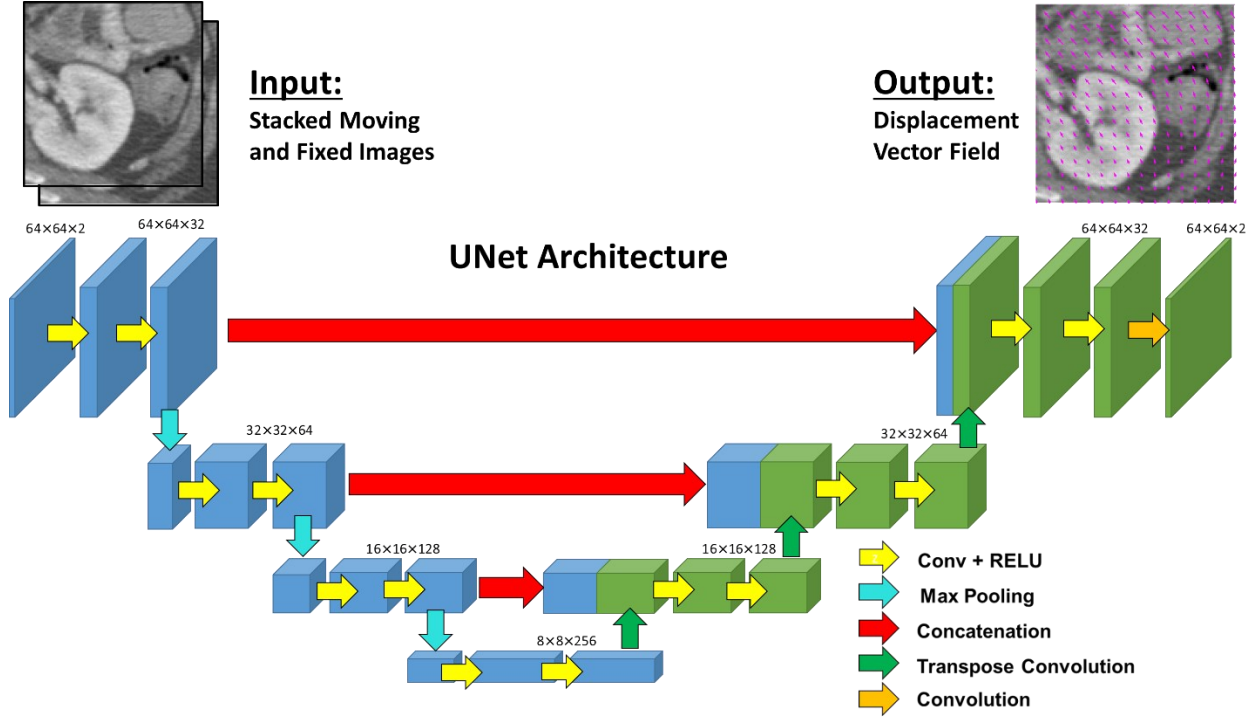 Input:
Stacked Moving
and Fixed Images
Output:
Displacement
Vector Field
64×64×2
64×64×32
UNet Architecture
64×64×32
64×64×2
32×32×64
32×32×64
16×16×128
16×16×128
8×8×256
Conv + RELU
Max Pooling
Concatenation
Transpose Convolution
Convolution